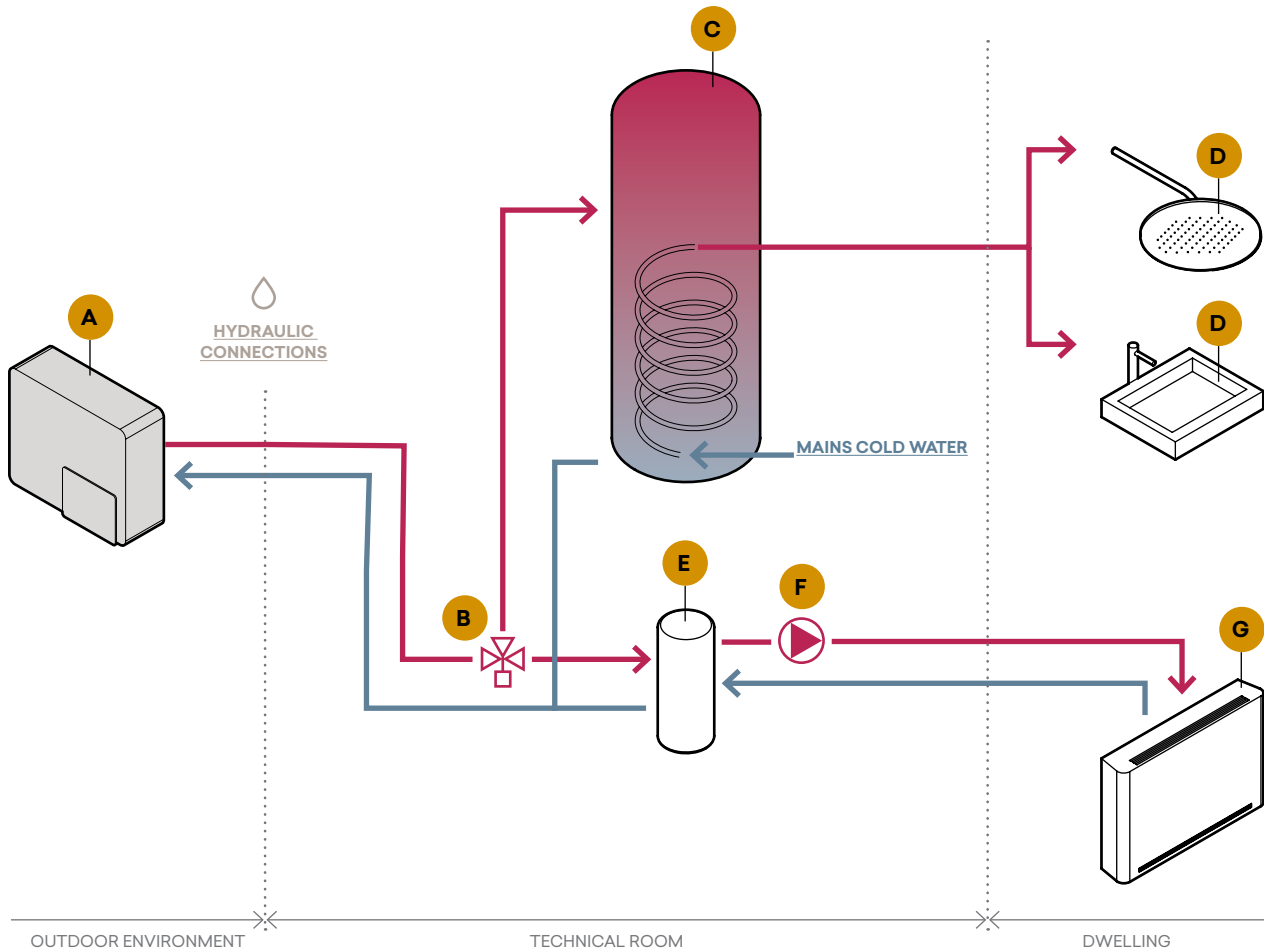 C
D
A
HYDRAULIC
CONNECTIONS
D
MAINS COLD WATER
E
F
B
G
OUTDOOR ENVIRONMENT
TECHNICAL ROOM
DWELLING